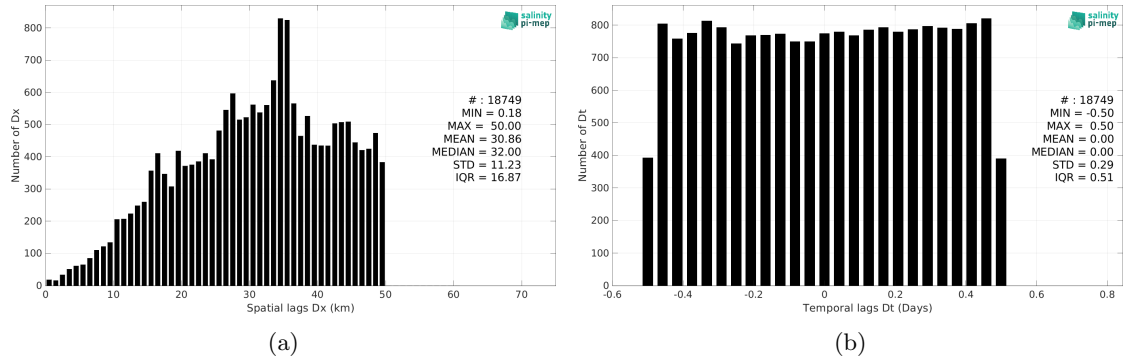 salinity
pi-mep
800
700
600
500
400
300
200
100
0
Number of Dx
# : 18749
MIN = 0.18
MAX = 50.00
MEAN = 30.86
MEDIAN = 32.00
STD = 11.23
IQR = 16.87
0 10 20 30 40 50 60 70
Spatial lags Dx (km)
(a)
salinity
pi-mep
800
700
600
500
400
300
200
100
0
Number of Dt
# : 18749
MIN = -0.50
MAX = 0.50
MEAN = 0.00
MEDIAN = 0.00
STD = 0.29
IQR = 0.51
-0.6 -0.4 -0.2 0 0.2 0.4 0.6 0.8
Temporal lags Dt (Days)
(b)